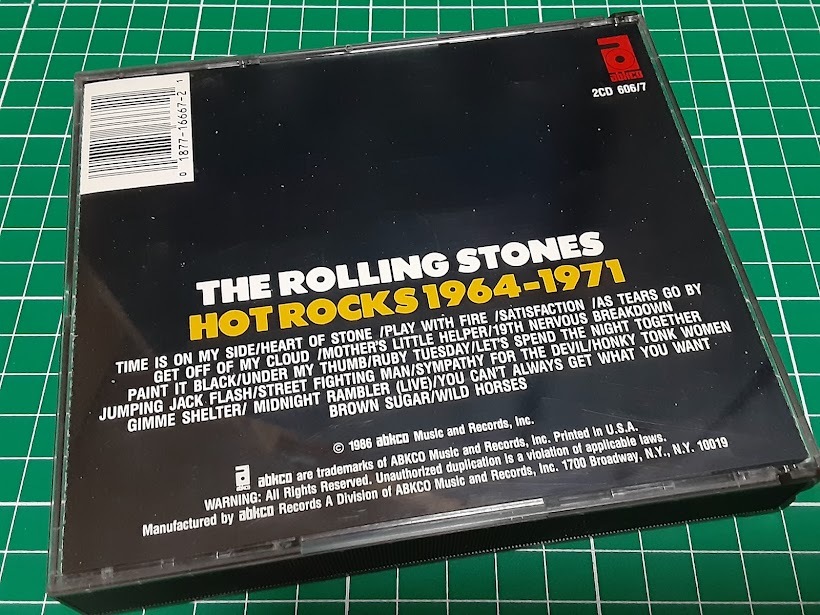 0 18771-16667-2 1
abkco
2CD 606/7
THE ROLLING STONES
HOT ROCKS 1964-1971
TIME IS ON MY SIDE/HEART OF STONE /PLAY WITH FIRE /SATISFACTION /AS TEARS GO BY
GET OFF OF MY CLOUD /MOTHER'S LITTLE HELPER/19TH NERVOUS BREAKDOWN
PAINT IT BLACK/UNDER MY THUMB/RUBY TUESDAY/LET'S SPEND THE NIGHT TOGETHER
JUMPING JACK FLASH/STREET FIGHTING MAN/SYMPATHY FOR THE DEVIL/HONKY TONK WOMEN
GIMME SHELTER/ MIDNIGHT RAMBLER (LIVE)/YOU CAN'T ALWAYS GET WHAT YOU WANT
BROWN SUGAR/WILD HORSES
© 1986 abkco Music and Records, Inc.
abkco abkco are trademarks of ABKCO Music and Records, Inc. Printed in U.S.A.
WARNING: All Rights Reserved. Unauthorized duplication is a violation of applicable laws.
Manufactured by abkco Records A Division of ABKCO Music and Records, Inc. 1700 Broadway, N.Y., N.Y. 10019